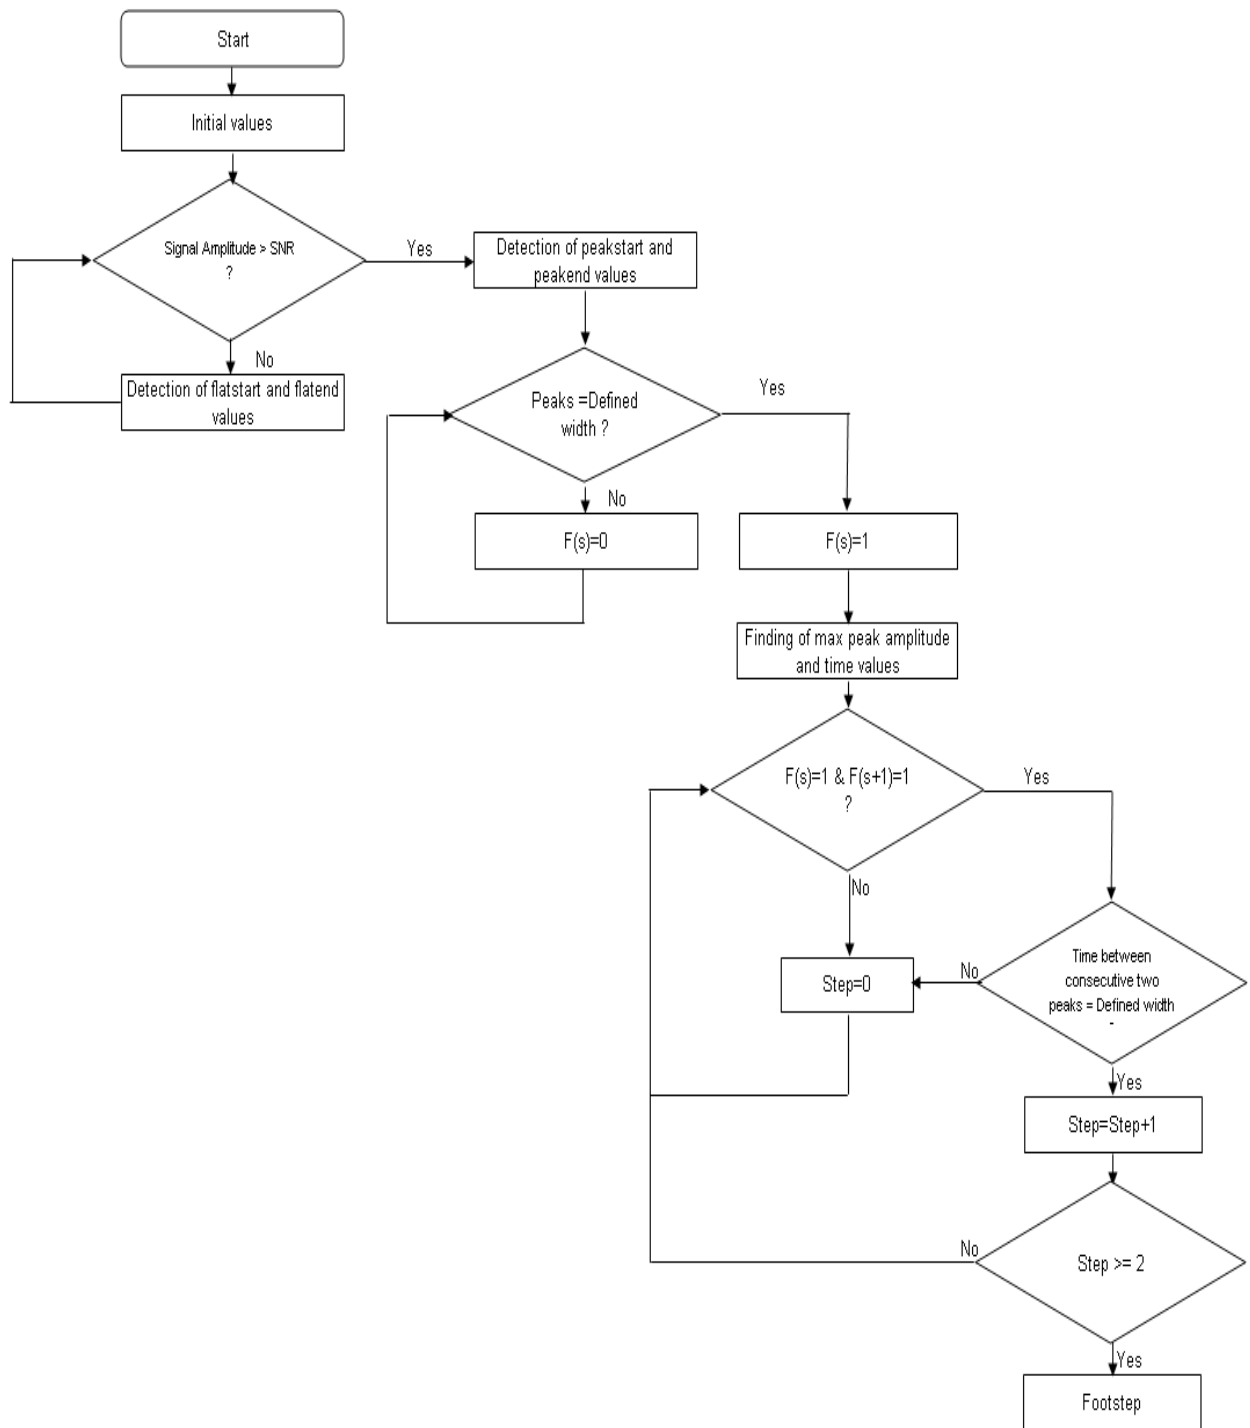 Start
Initial values
Signal Amplitude > SNR
?
Yes
No
Detection of flatstart and flatend
values
Detection of peakstart and
peakend values
Peaks =Defined
width ?
Yes
No
F(s)=0
F(s)=1
Finding of max peak amplitude
and time values
F(s)=1 & F(s+1)=1
?
Yes
No
Step=0
No
Time between
consecutive two
peaks = Defined width
Yes
Step=Step+1
No
Step >= 2
Yes
Footstep